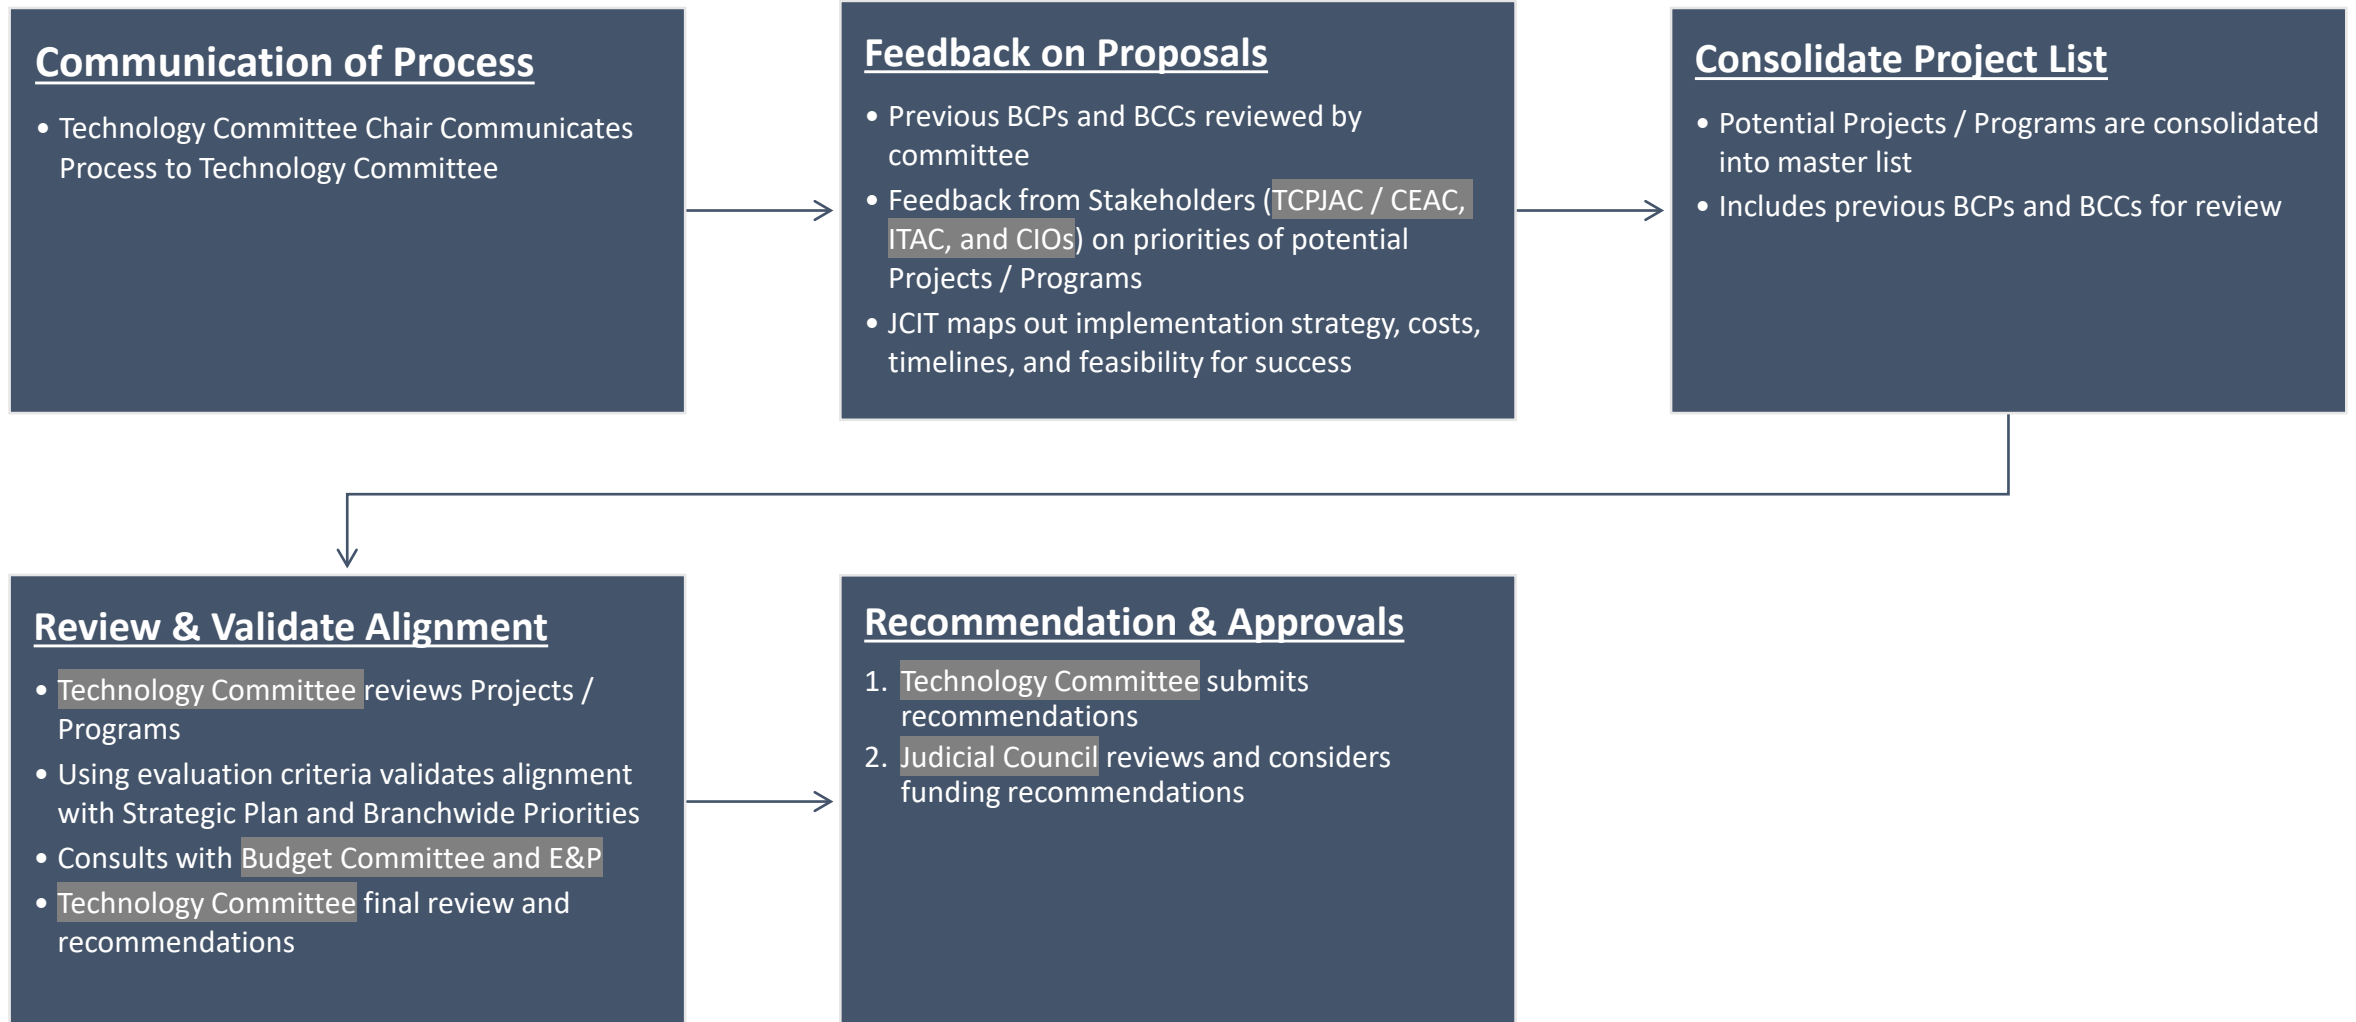 Communication of Process
• Technology Committee Chair Communicates
Process to Technology Committee
Feedback on Proposals
• Previous BCPs and BCCs reviewed by
committee
• Feedback from Stakeholders (TCPJAC / CEAC,
ITAC, and CIOs) on priorities of potential
Projects / Programs
• JCIT maps out implementation strategy, costs,
timelines, and feasibility for success
Consolidate Project List
• Potential Projects / Programs are consolidated
into master list
• Includes previous BCPs and BCCs for review
Review & Validate Alignment
• Technology Committee reviews Projects /
Programs
• Using evaluation criteria validates alignment
with Strategic Plan and Branchwide Priorities
• Consults with Budget Committee and E&P
• Technology Committee final review and
recommendations
Recommendation & Approvals
1. Technology Committee submits
recommendations
2. Judicial Council reviews and considers
funding recommendations